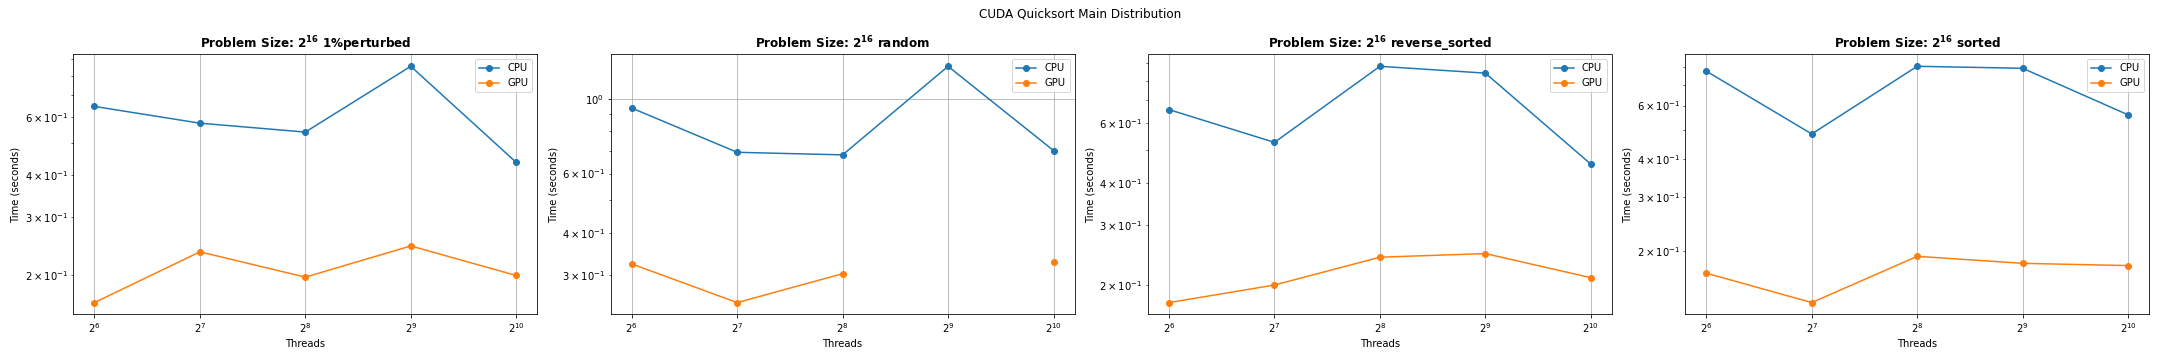 CUDA Quicksort Main Distribution
Problem Size: 2^16 1%perturbed
CPU
GPU
6 × 10^-1
4 × 10^-1
3 × 10^-1
2 × 10^-1
Time (seconds)
2^6 2^7 2^8 2^9 2^10
Threads
Problem Size: 2^16 random
CPU
GPU
10^0
6 × 10^-1
4 × 10^-1
3 × 10^-1
Time (seconds)
2^6 2^7 2^8 2^9 2^10
Threads
Problem Size: 2^16 reverse_sorted
CPU
GPU
6 × 10^-1
4 × 10^-1
3 × 10^-1
2 × 10^-1
Time (seconds)
2^6 2^7 2^8 2^9 2^10
Threads
Problem Size: 2^16 sorted
CPU
GPU
6 × 10^-1
4 × 10^-1
3 × 10^-1
2 × 10^-1
Time (seconds)
2^6 2^7 2^8 2^9 2^10
Threads